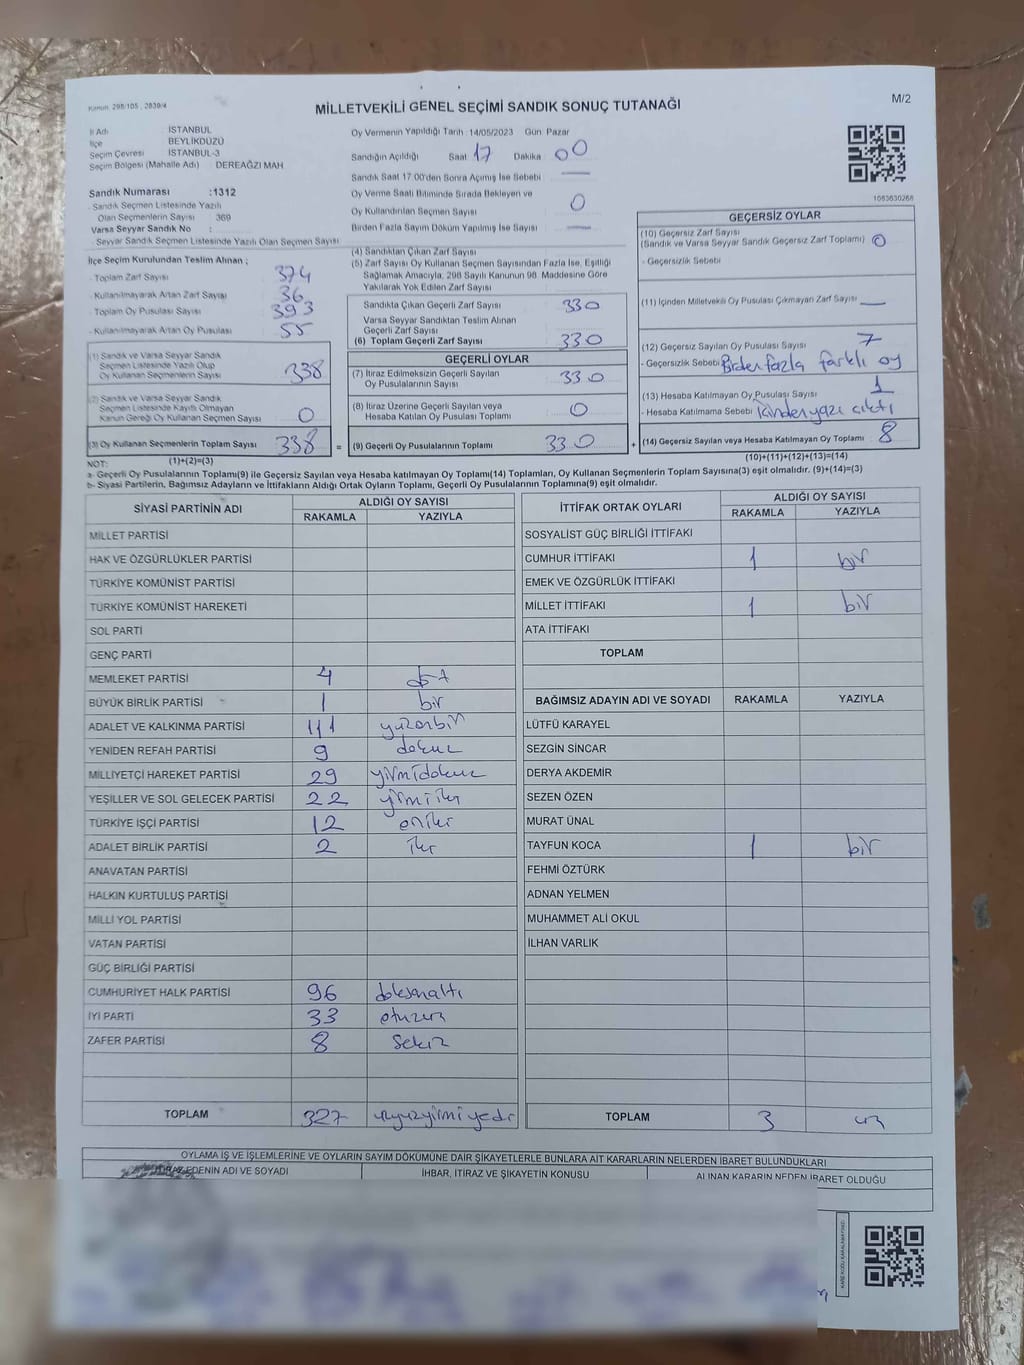 Kanun: 298/105 , 2839/4
MİLLETVEKİLİ GENEL SEÇİMİ SANDIK SONUÇ TUTANAĞI
M/2
İl Adı İSTANBUL
İlçe BEYLİKDÜZÜ
Seçim Çevresi İSTANBUL-3
Seçim Bölgesi (Mahalle Adı) DEREAĞZI MAH
Sandık Numarası :1312
- Sandık Seçmen Listesinde Yazılı
Olan Seçmenlerin Sayısı : 369
Varsa Seyyar Sandık No :
- Seyyar Sandık Seçmen Listesinde Yazılı Olan Seçmen Sayısı
İlçe Seçim Kurulundan Teslim Alınan ;
- Toplam Zarf Sayısı 374
- Kullanılmayarak Artan Zarf Sayısı 36
- Toplam Oy Pusulası 393
- Kullanılmayarak Artan Oy Pusulası 55
(1) Sandık ve Varsa Seyyar Sandık
Seçmen Listesinde Yazılı Olup
Oy Kullanan Seçmenlerin Sayısı 338
(2) Sandık ve Varsa Seyyar Sandık
Seçmen Listesinde Kayıtlı Olmayan
Kanun Gereği Oy Kullanan Seçmen Sayısı 0
(3) Oy Kullanan Seçmenlerin Toplam Sayısı 338 =
(1)+(2)=(3)
Oy Vermenin Yapıldığı Tarih :14/05/2023 Gün: Pazar
Sandığın Açıldığı Saat 17 Dakika 00
Sandık Saat 17:00'den Sonra Açılmış İse Sebebi —
Oy Verme Saati Bitiminde Sırada Bekleyen ve
Oy Kullandırılan Seçmen Sayısı 0
Birden Fazla Sayım Döküm Yapılmış İse Sayısı —
(4) Sandıktan Çıkan Zarf Sayısı
(5) Zarf Sayısı Oy Kullanan Seçmen Sayısından Fazla İse, Eşitliği
Sağlamak Amacıyla, 298 Sayılı Kanunun 98. Maddesine Göre
Yakılarak Yok Edilen Zarf Sayısı
Sandıkta Çıkan Geçerli Zarf Sayısı 330
Varsa Seyyar Sandıktan Teslim Alınan
Geçerli Zarf Sayısı
(6) Toplam Geçerli Zarf Sayısı 330
GEÇERLİ OYLAR
(7) İtiraz Edilmeksizin Geçerli Sayılan
Oy Pusulalarının Sayısı 330
(8) İtiraz Üzerine Geçerli Sayılan veya
Hesaba Katılan Oy Pusulası Toplamı 0
(9) Geçerli Oy Pusulalarının Toplamı 330 +
1083630268
GEÇERSİZ OYLAR
(10) Geçersiz Zarf Sayısı
(Sandık ve Varsa Seyyar Sandık Geçersiz Zarf Toplamı) 0
- Geçersizlik Sebebi
(11) İçinden Milletvekili Oy Pusulası Çıkmayan Zarf Sayısı —
(12) Geçersiz Sayılan Oy Pusulası Sayısı 7
- Geçersizlik Sebebi Birden fazla farklı oy
(13) Hesaba Katılmayan Oy Pusulası Sayısı 1
- Hesaba Katılmama Sebebi İçinden yazı çıktı
(14) Geçersiz Sayılan veya Hesaba Katılmayan Oy Toplamı 8
(10)+(11)+(12)+(13)=(14)
NOT:
a- Geçerli Oy Pusulalarının Toplamı(9) ile Geçersiz Sayılan veya Hesaba katılmayan Oy Toplamı(14) Toplamları, Oy Kullanan Seçmenlerin Toplam Sayısına(3) eşit olmalıdır. (9)+(14)=(3)
b- Siyasi Partilerin, Bağımsız Adayların ve İttifakların Aldığı Ortak Oyların Toplamı, Geçerli Oy Pusulalarının Toplamına(9) eşit olmalıdır.
SİYASİ PARTİNİN ADI ALDIĞI OY SAYISI
RAKAMLA YAZIYLA
MİLLET PARTİSİ
HAK VE ÖZGÜRLÜKLER PARTİSİ
TÜRKİYE KOMÜNİST PARTİSİ
TÜRKİYE KOMÜNİST HAREKETİ
SOL PARTİ
GENÇ PARTİ
MEMLEKET PARTİSİ 4 dört
BÜYÜK BİRLİK PARTİSİ 1 bir
ADALET VE KALKINMA PARTİSİ 111 yüzonbir
YENİDEN REFAH PARTİSİ 9 dokuz
MİLLİYETÇİ HAREKET PARTİSİ 29 yirmidokuz
YEŞİLLER VE SOL GELECEK PARTİSİ 22 yirmiiki
TÜRKİYE İŞÇİ PARTİSİ 12 oniki
ADALET BİRLİK PARTİSİ 2 iki
ANAVATAN PARTİSİ
HALKIN KURTULUŞ PARTİSİ
MİLLİ YOL PARTİSİ
VATAN PARTİSİ
GÜÇ BİRLİĞİ PARTİSİ
CUMHURİYET HALK PARTİSİ 96 doksanaltı
İYİ PARTİ 33 otuzüç
ZAFER PARTİSİ 8 sekiz
TOPLAM 327 üçyüzyirmiyedi
İTTİFAK ORTAK OYLARI ALDIĞI OY SAYISI
RAKAMLA YAZIYLA
SOSYALİST GÜÇ BİRLİĞİ İTTİFAKI
CUMHUR İTTİFAKI 1 bir
EMEK VE ÖZGÜRLÜK İTTİFAKI
MİLLET İTTİFAKI 1 bir
ATA İTTİFAKI
TOPLAM
BAĞIMSIZ ADAYIN ADI VE SOYADI RAKAMLA YAZIYLA
LÜTFÜ KARAYEL
SEZGİN SİNCAR
DERYA AKDEMİR
SEZEN ÖZEN
MURAT ÜNAL
TAYFUN KOCA 1 bir
FEHMİ ÖZTÜRK
ADNAN YELMEN
MUHAMMET ALİ OKUL
İLHAN VARLIK
TOPLAM 3 üç
OYLAMA İŞ VE İŞLEMLERİNE VE OYLARIN SAYIM DÖKÜMÜNE DAİR ŞİKAYETLERLE BUNLARA AİT KARARLARIN NELERDEN İBARET BULUNDUKLARI
EDENİN ADI VE SOYADI İHBAR, İTİRAZ VE ŞİKAYETİN KONUSU ALINAN KARARIN NEDEN İBARET OLDUĞU